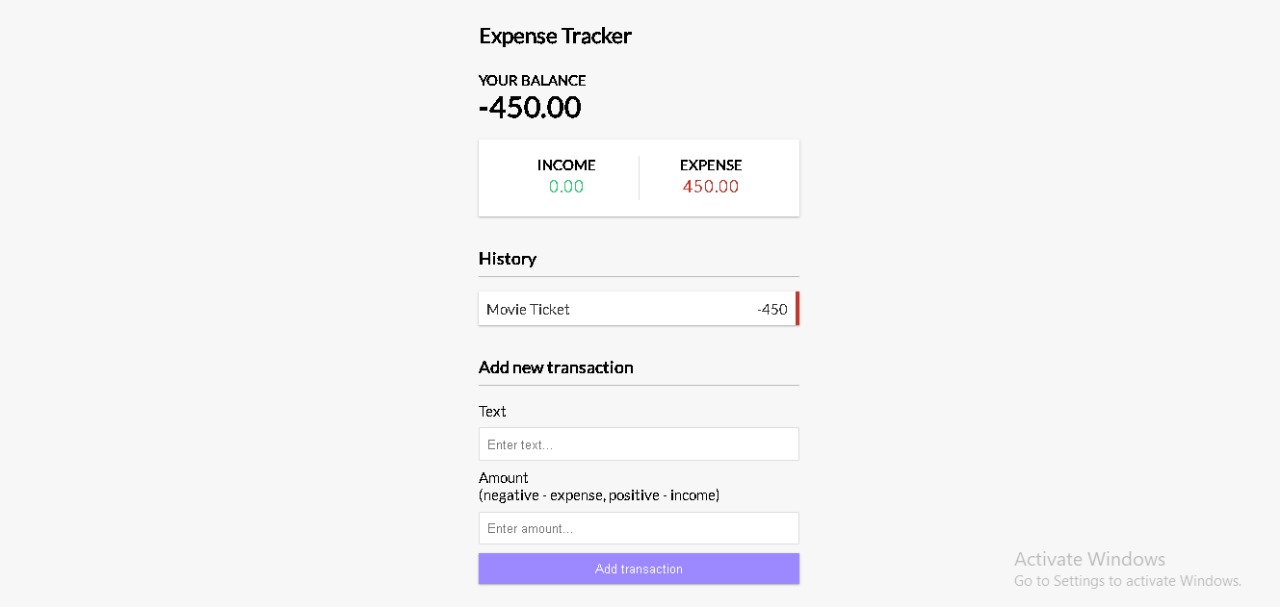 Expense Tracker
YOUR BALANCE
-450.00
INCOME EXPENSE
0.00 450.00
History
Movie Ticket -450
Add new transaction
Text
Enter text...
Amount
(negative - expense, positive - income)
Enter amount...
Add transaction
Activate Windows
Go to Settings to activate Windows.